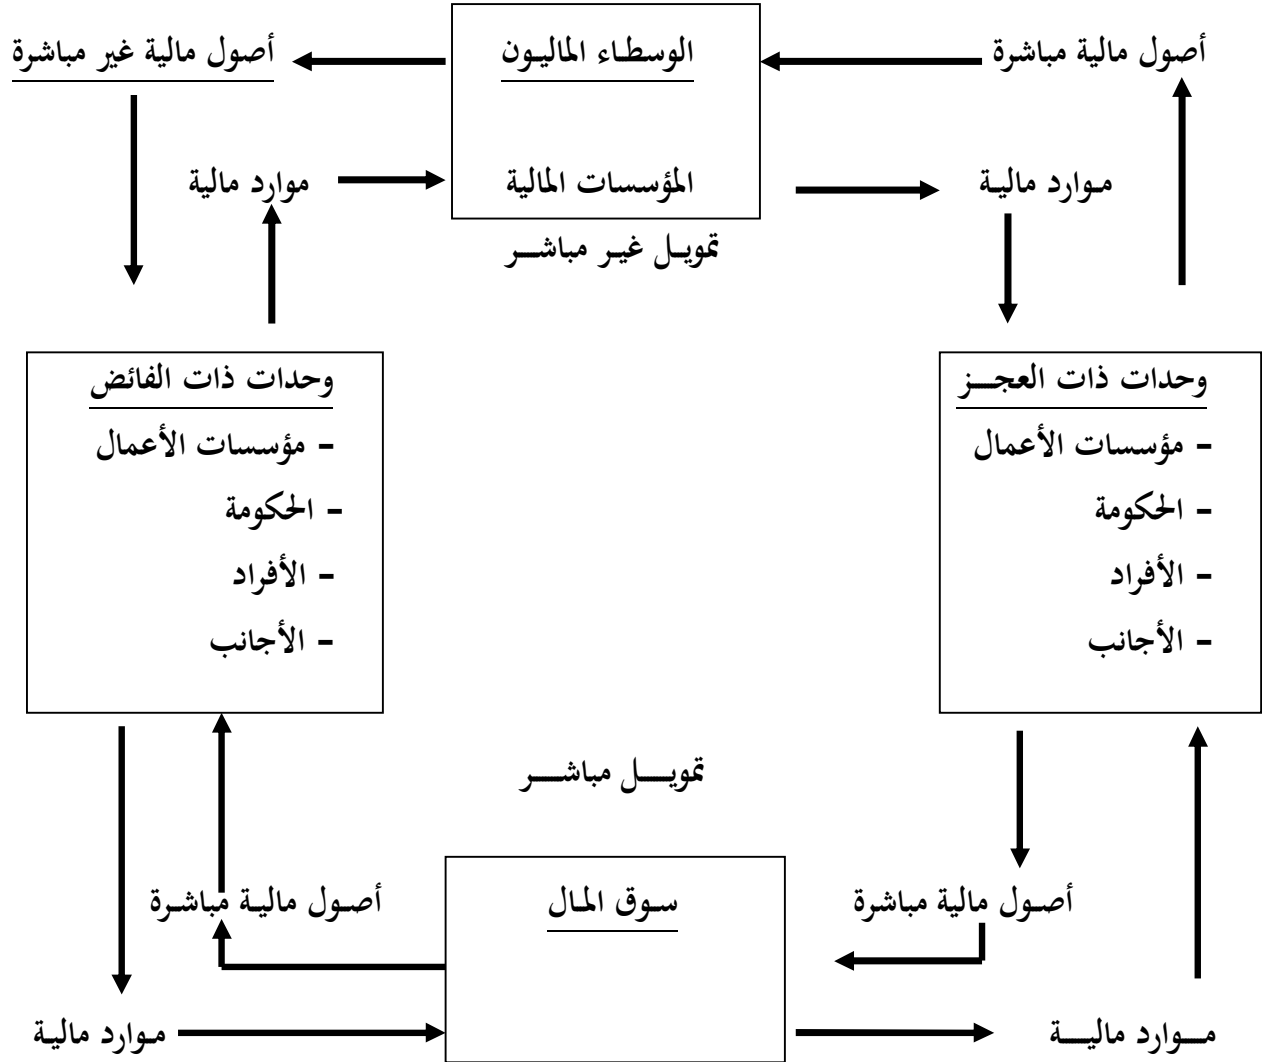 أصول مالية مباشرة
الوسطاء الماليون
أصول مالية غير مباشرة
موارد مالية
المؤسسات المالية
موارد مالية
تمويل غير مباشر
وحدات ذات العجز
- مؤسسات الأعمال
- الحكومة
- الأفراد
- الأجانب
وحدات ذات الفائض
- مؤسسات الأعمال
- الحكومة
- الأفراد
- الأجانب
تمويل مباشر
أصول مالية مباشرة
سوق المال
أصول مالية مباشرة
موارد مالية
موارد مالية